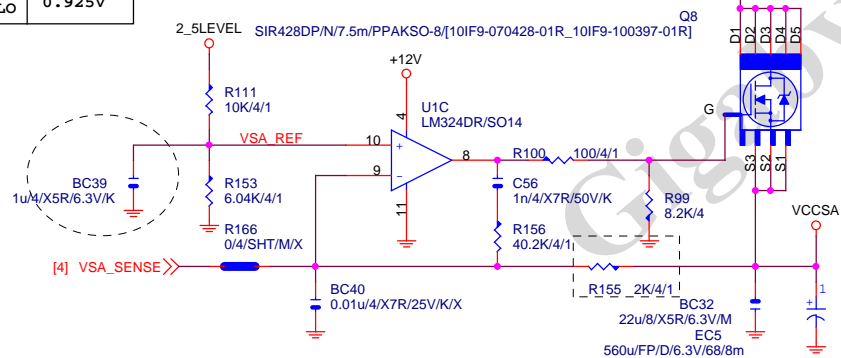 LO
0.925V
2_5LEVEL
SIR428DP/N/7.5m/PPAKSO-8/[10IF9-070428-01R_10IF9-100397-01R]
Q8
D1
D2
D3
D4
D5
+12V
R111
10K/4/1
4
U1C
LM324DR/SO14
G
VSA_REF
10
+
8
R100
100/4/1
9
-
S3
S2
S1
BC39
1u/4/X5R/6.3V/K
R153
6.04K/4/1
11
C56
1n/4/X7R/50V/K
R99
8.2K/4
R166
0/4/SHT/M/X
R156
40.2K/4/1
VCCSA
[4] VSA_SENSE
R155 2K/4/1
BC40
0.01u/4/X7R/25V/K/X
BC32
22u/8/X5R/6.3V/M
1
+
EC5
560u/FP/D/6.3V/68/8m
Gigaby